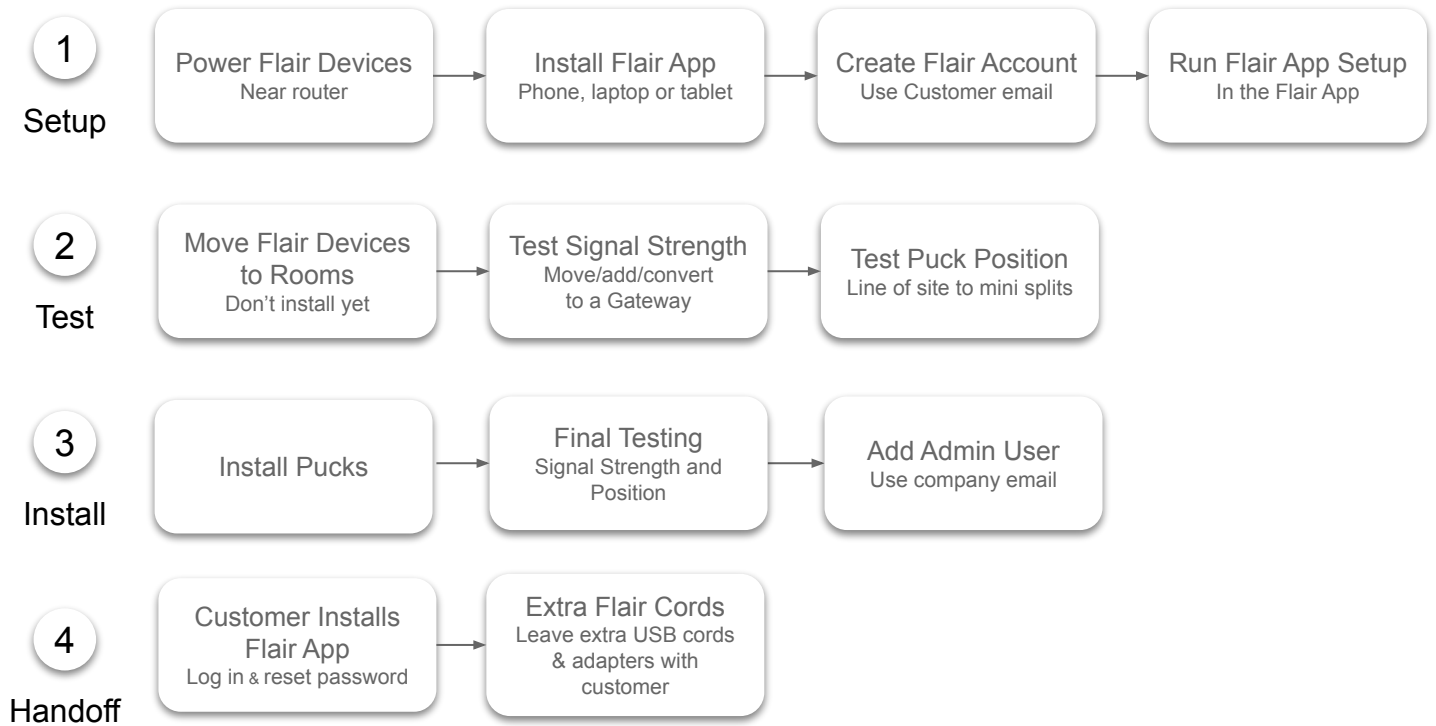 1
Setup
Power Flair Devices
Near router
Install Flair App
Phone, laptop or tablet
Create Flair Account
Use Customer email
Run Flair App Setup
In the Flair App
2
Test
Move Flair Devices
to Rooms
Don’t install yet
Test Signal Strength
Move/add/convert
to a Gateway
Test Puck Position
Line of site to mini splits
3
Install
Install Pucks
Final Testing
Signal Strength and
Position
Add Admin User
Use company email
4
Handoff
Customer Installs
Flair App
Log in & reset password
Extra Flair Cords
Leave extra USB cords
& adapters with
customer